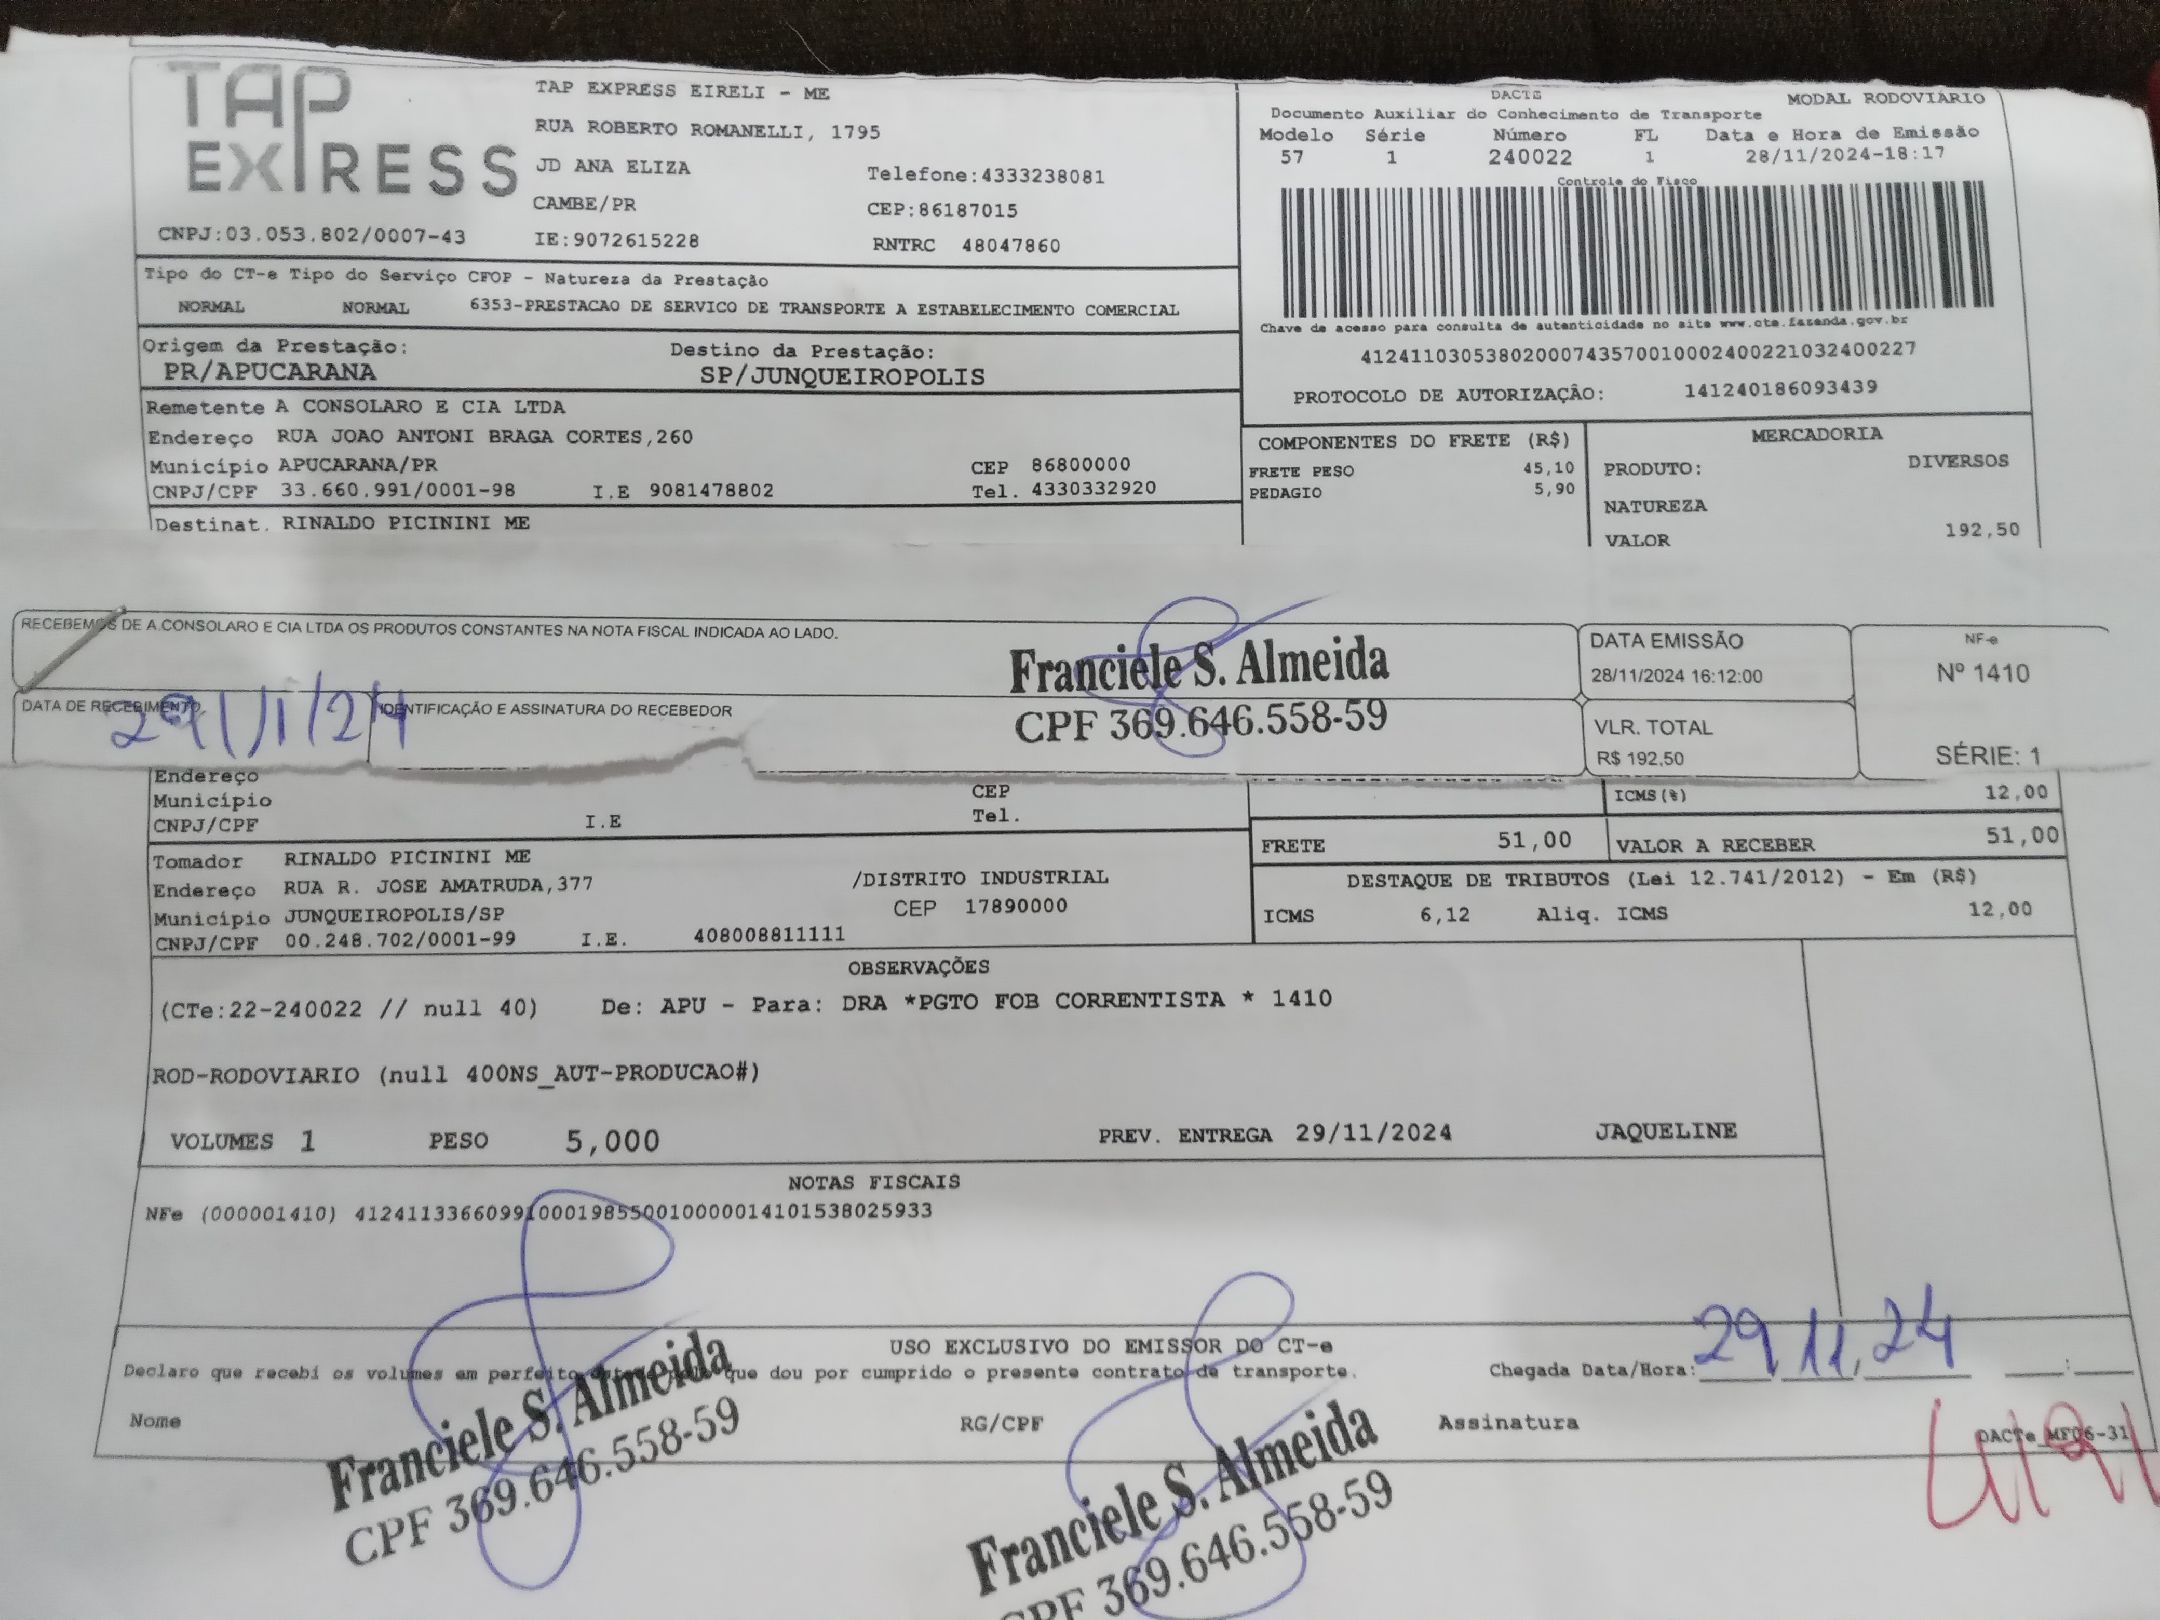 TAP EXPRESS
TAP EXPRESS EIRELI - ME
RUA ROBERTO ROMANELLI, 1795
JD ANA ELIZA
Telefone:4333238081
CAMBE/PR
CEP:86187015
CNPJ:03.053.802/0007-43
IE:9072615228
RNTRC 48047860
DACTE
MODAL RODOVIARIO
Documento Auxiliar do Conhecimento de Transporte
Modelo Série Número FL Data e Hora de Emissão
57 1 240022 1 28/11/2024-18:17
Controle do Fisco
Chave de acesso para consulta de autenticidade no site www.cte.fazenda.gov.br
41241103053802000743570010002400221032400227
PROTOCOLO DE AUTORIZAÇÃO: 141240186093439
Tipo do CT-e Tipo do Serviço CFOP - Natureza da Prestação
NORMAL NORMAL 6353-PRESTACAO DE SERVICO DE TRANSPORTE A ESTABELECIMENTO COMERCIAL
Origem da Prestação: Destino da Prestação:
PR/APUCARANA SP/JUNQUEIROPOLIS
Remetente A CONSOLARO E CIA LTDA
Endereço RUA JOAO ANTONI BRAGA CORTES,260
Município APUCARANA/PR CEP 86800000
CNPJ/CPF 33.660.991/0001-98 I.E 9081478802 Tel. 4330332920
Destinat. RINALDO PICININI ME
COMPONENTES DO FRETE (R$)
FRETE PESO 45,10
PEDAGIO 5,90
MERCADORIA
PRODUTO: DIVERSOS
NATUREZA
VALOR 192,50
RECEBEMOS DE A.CONSOLARO E CIA LTDA OS PRODUTOS CONSTANTES NA NOTA FISCAL INDICADA AO LADO.
Franciele S. Almeida
CPF 369.646.558-59
DATA DE RECEBIMENTO
29/11/24
IDENTIFICAÇÃO E ASSINATURA DO RECEBEDOR
DATA EMISSÃO
28/11/2024 16:12:00
VLR. TOTAL
R$ 192,50
NF-e
Nº 1410
SÉRIE: 1
Endereço
Município CEP
CNPJ/CPF I.E Tel.
ICMS(%) 12,00
FRETE 51,00 VALOR A RECEBER 51,00
Tomador RINALDO PICININI ME
Endereço RUA R. JOSE AMATRUDA,377 /DISTRITO INDUSTRIAL
Município JUNQUEIROPOLIS/SP CEP 17890000
CNPJ/CPF 00.248.702/0001-99 I.E. 408008811111
DESTAQUE DE TRIBUTOS (Lei 12.741/2012) - Em (R$)
ICMS 6,12 Aliq. ICMS 12,00
OBSERVAÇÕES
(CTe:22-240022 // null 40) De: APU - Para: DRA *PGTO FOB CORRENTISTA * 1410
ROD-RODOVIARIO (null 400NS_AUT-PRODUCAO#)
VOLUMES 1 PESO 5,000 PREV. ENTREGA 29/11/2024 JAQUELINE
NOTAS FISCAIS
NFe (000001410) 41241133660991000198550010000014101538025933
USO EXCLUSIVO DO EMISSOR DO CT-e
Declaro que recebi os volumes em perfeito que dou por cumprido o presente contrato de transporte.
Chegada Data/Hora: 29/11/24 __:__
Nome RG/CPF Assinatura
DACTe_MF06-31
Franciele S. Almeida
CPF 369.646.558-59
Franciele S. Almeida
CPF 369.646.558-59